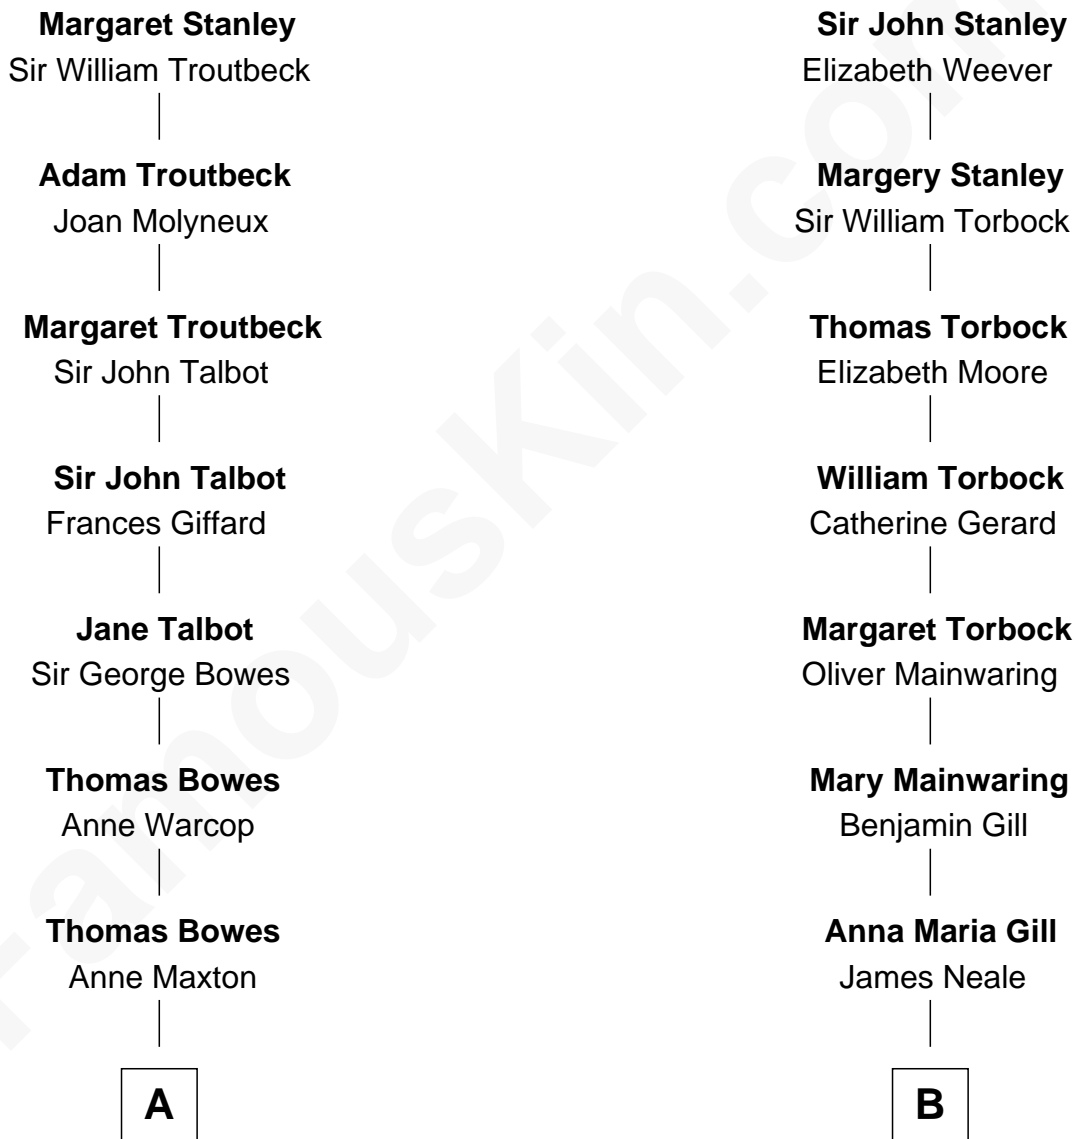 Margaret Stanley
Sir William Troutbeck
Adam Troutbeck
Joan Molyneux
Margaret Troutbeck
Sir John Talbot
Sir John Talbot
Frances Giffard
Jane Talbot
Sir George Bowes
Thomas Bowes
Anne Warcop
Thomas Bowes
Anne Maxton
A
Sir John Stanley
Elizabeth Weever
Margery Stanley
Sir William Torbock
Thomas Torbock
Elizabeth Moore
William Torbock
Catherine Gerard
Margaret Torbock
Oliver Mainwaring
Mary Mainwaring
Benjamin Gill
Anna Maria Gill
James Neale
B
FamousKin.com